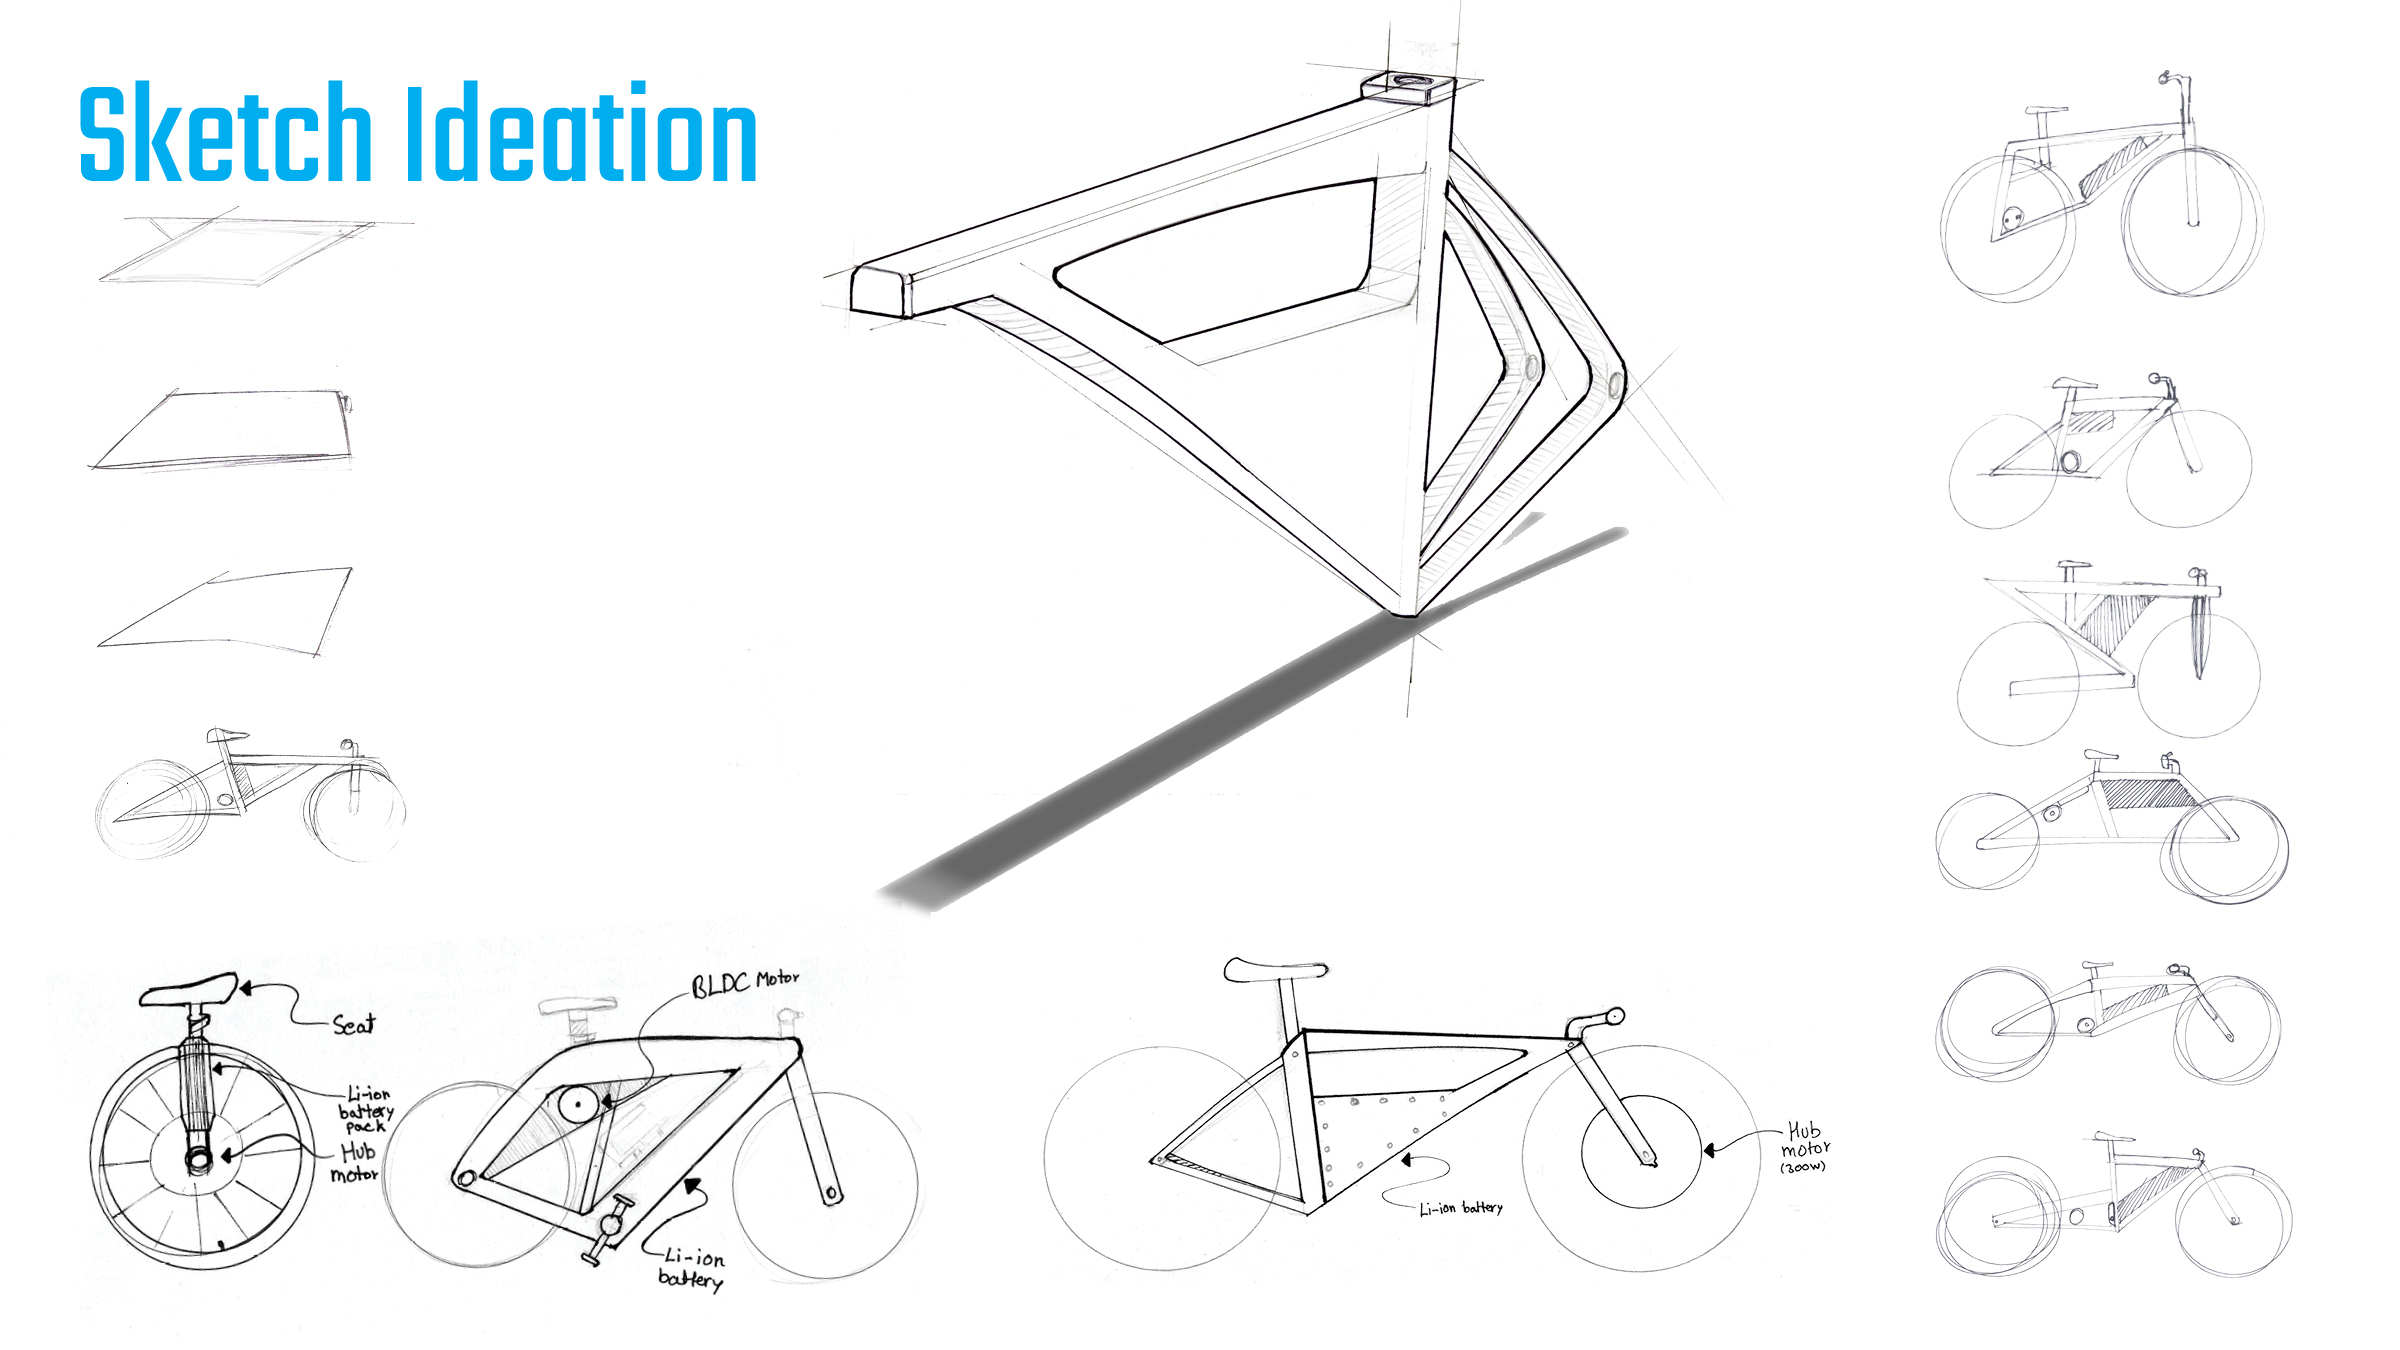 Sketch Ideation
Seat
Li-ion
battery
pack
Hub
motor
BLDC Motor
Li-ion
battery
Li-ion battery
Hub
motor
(300W)